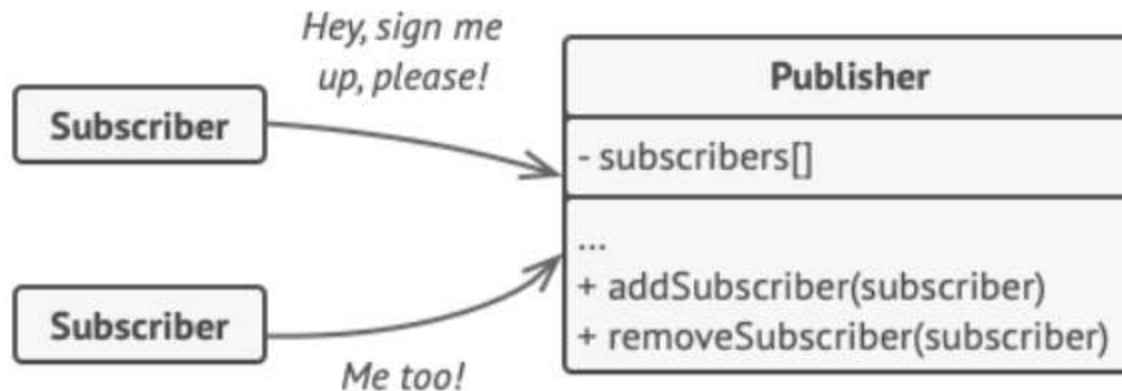 Hey, sign me
up, please!
Subscriber
Subscriber
Me too!
Publisher
- subscribers[]
...
+ addSubscriber(subscriber)
+ removeSubscriber(subscriber)